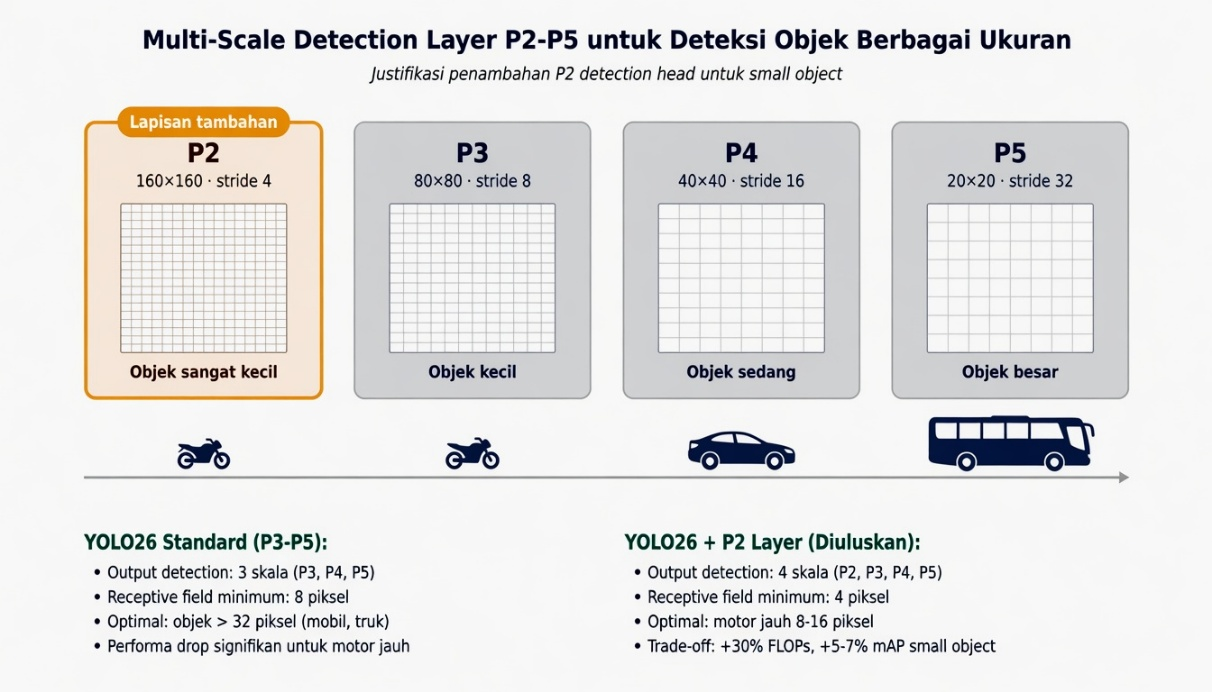 Multi-Scale Detection Layer P2-P5 untuk Deteksi Objek Berbagai Ukuran
Justifikasi penambahan P2 detection head untuk small object
Lapisan tambahan
P2
160×160 · stride 4
Objek sangat kecil
P3
80×80 · stride 8
Objek kecil
P4
40×40 · stride 16
Objek sedang
P5
20×20 · stride 32
Objek besar
YOLO26 Standard (P3-P5):
• Output detection: 3 skala (P3, P4, P5)
• Receptive field minimum: 8 piksel
• Optimal: objek > 32 piksel (mobil, truk)
• Performa drop signifikan untuk motor jauh
YOLO26 + P2 Layer (Diuluskan):
• Output detection: 4 skala (P2, P3, P4, P5)
• Receptive field minimum: 4 piksel
• Optimal: motor jauh 8-16 piksel
• Trade-off: +30% FLOPs, +5-7% mAP small object